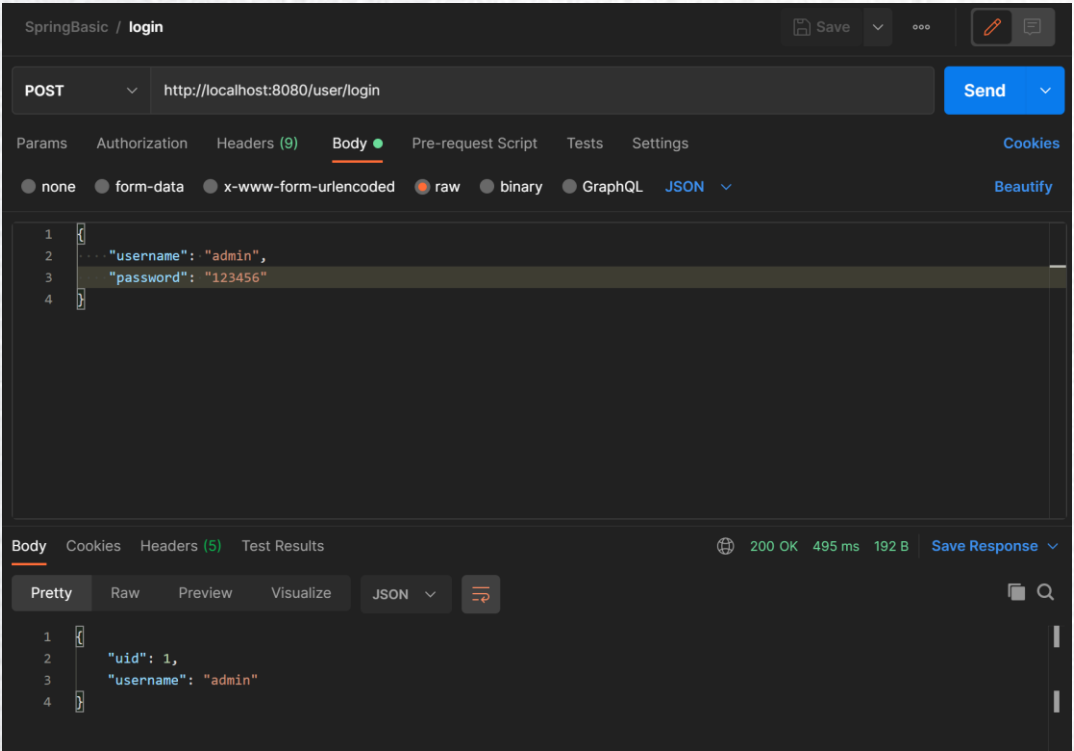 SpringBasic / login Save ooo
POST http://localhost:8080/user/login Send
Params Authorization Headers (9) Body Pre-request Script Tests Settings Cookies
none form-data x-www-form-urlencoded raw binary GraphQL JSON Beautify
1 {
2 "username": "admin",
3 "password": "123456"
4 }
Body Cookies Headers (5) Test Results 200 OK 495 ms 192 B Save Response
Pretty Raw Preview Visualize JSON
1 {
2 "uid": 1,
3 "username": "admin"
4 }